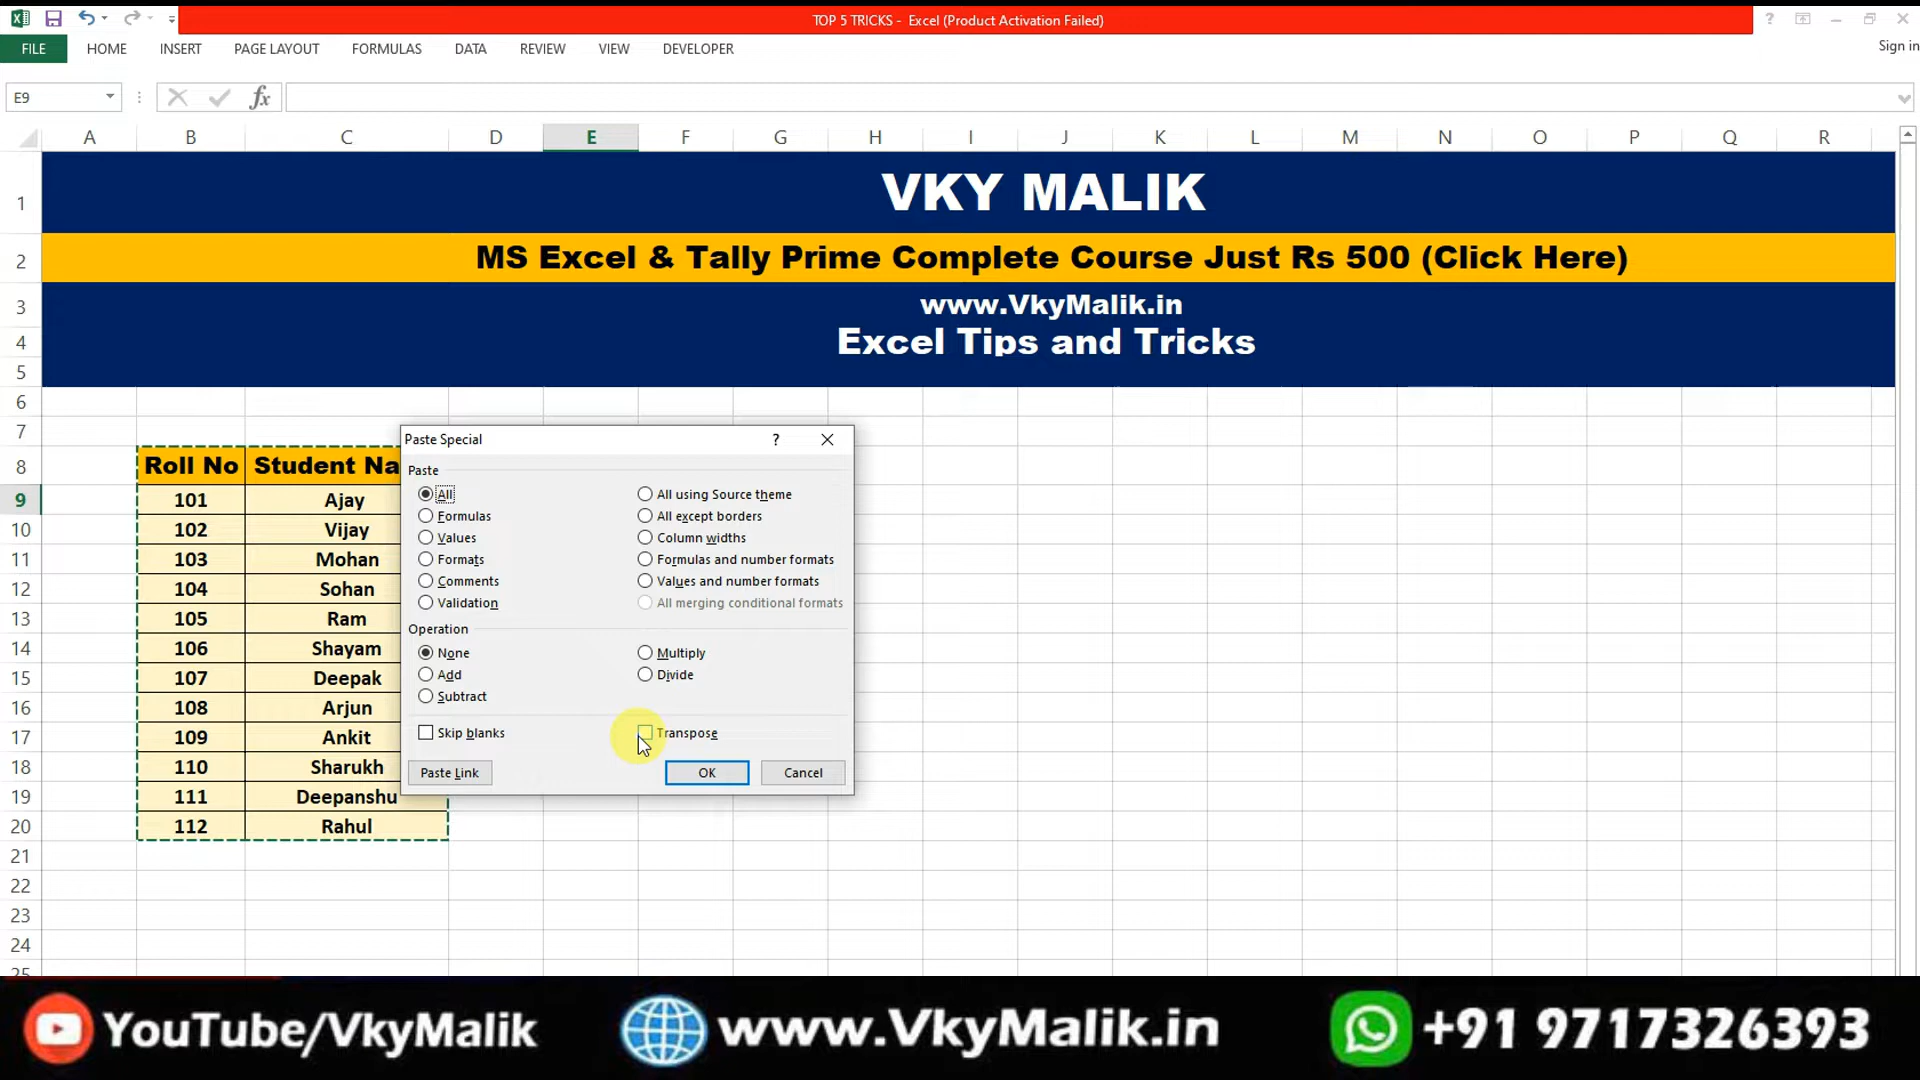 TOP 5 TRICKS - Excel (Product Activation Failed)
?
FILE HOME INSERT PAGE LAYOUT FORMULAS DATA REVIEW VIEW DEVELOPER Sign in
E9 fx
A B C D E F G H I J K L M N O P Q R
1 VKY MALIK
2 MS Excel & Tally Prime Complete Course Just Rs 500 (Click Here)
3 www.VkyMalik.in
4 Excel Tips and Tricks
5
6
7
8 Roll No Student Na
9 101 Ajay
10 102 Vijay
11 103 Mohan
12 104 Sohan
13 105 Ram
14 106 Shayam
15 107 Deepak
16 108 Arjun
17 109 Ankit
18 110 Sharukh
19 111 Deepanshu
20 112 Rahul
21
22
23
24
25
Paste Special ?
Paste
All All using Source theme
Formulas All except borders
Values Column widths
Formats Formulas and number formats
Comments Values and number formats
Validation All merging conditional formats
Operation
None Multiply
Add Divide
Subtract
Skip blanks Transpose
Paste Link OK Cancel
YouTube/VkyMalik www.VkyMalik.in +91 9717326393